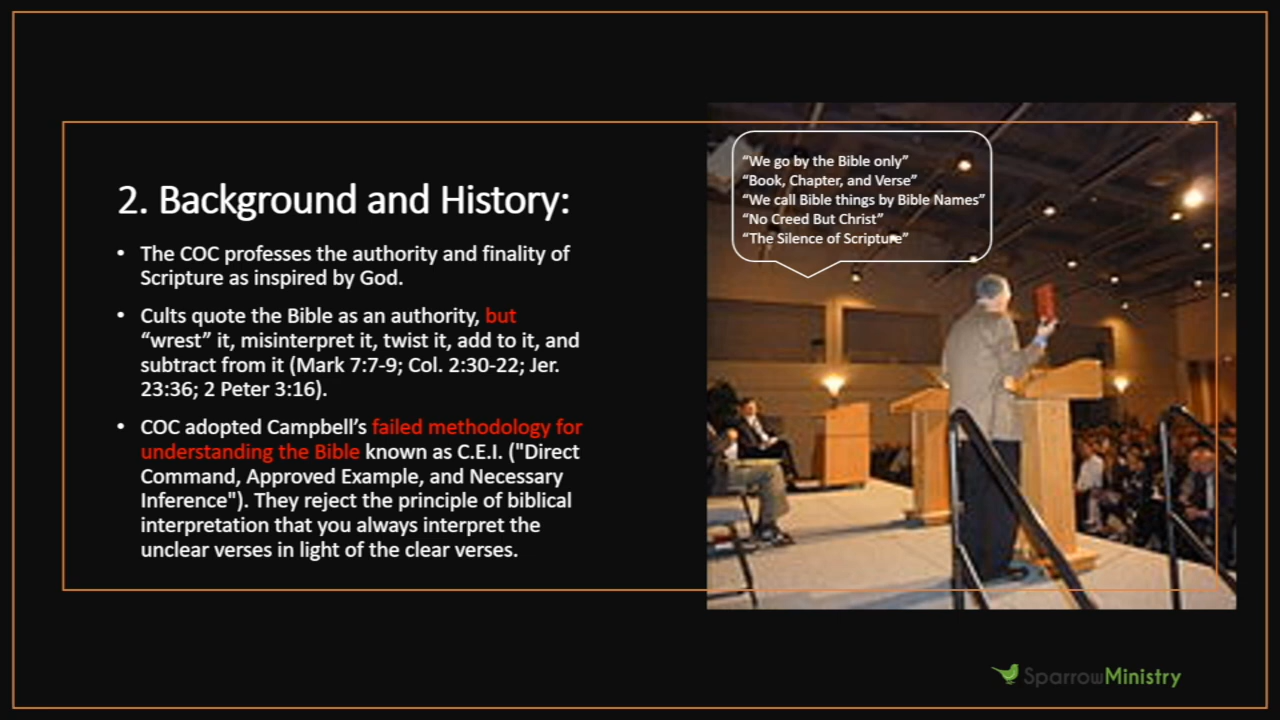 2. Background and History:
• The COC professes the authority and finality of
Scripture as inspired by God.
• Cults quote the Bible as an authority, but
“wrest” it, misinterpret it, twist it, add to it, and
subtract from it (Mark 7:7-9; Col. 2:30-22; Jer.
23:36; 2 Peter 3:16).
• COC adopted Campbell’s failed methodology for
understanding the Bible known as C.E.I. ("Direct
Command, Approved Example, and Necessary
Inference"). They reject the principle of biblical
interpretation that you always interpret the
unclear verses in light of the clear verses.
“We go by the Bible only”
“Book, Chapter, and Verse”
“We call Bible things by Bible Names”
“No Creed But Christ”
“The Silence of Scripture”
SparrowMinistry